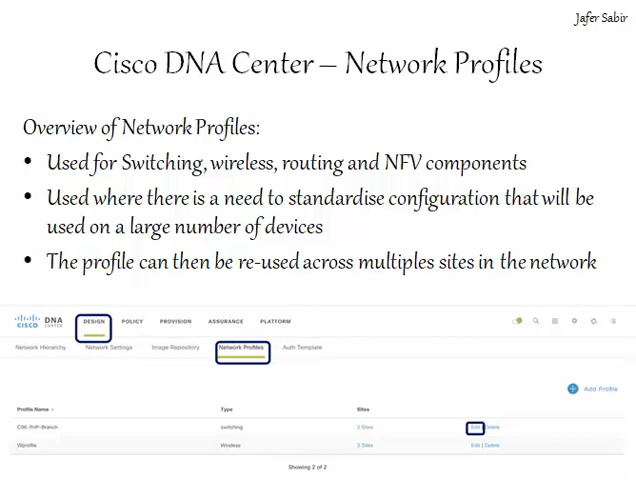 Jafer Sabir
Cisco DNA Center – Network Profiles
Overview of Network Profiles:
• Used for Switching, wireless, routing and NFV components
• Used where there is a need to standardise configuration that will be
used on a large number of devices
• The profile can then be re-used across multiples sites in the network
CISCO DNA CENTER DESIGN POLICY PROVISION ASSURANCE PLATFORM
Network Hierarchy Network Settings Image Repository Network Profiles Auth Template
Add Profile
Profile Name Type Sites
switching 2 Sites Edit | Delete
Wireless 3 Sites Edit | Delete
Showing 2 of 2